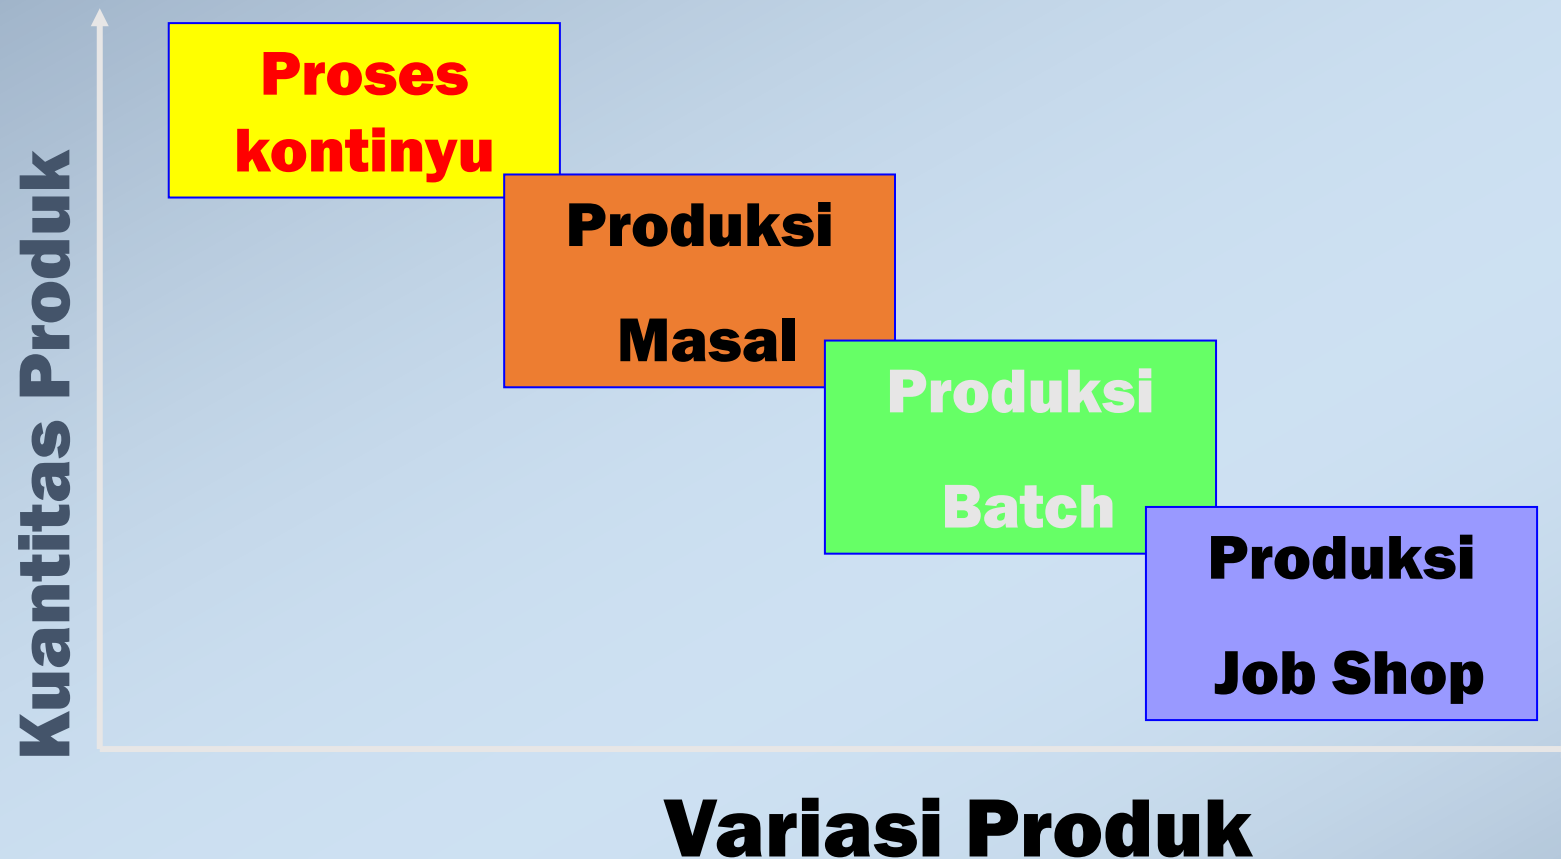 Kuantitas Produk
Proses
kontinyu
Produksi
Masal
Produksi
Batch
Produksi
Job Shop
Variasi Produk